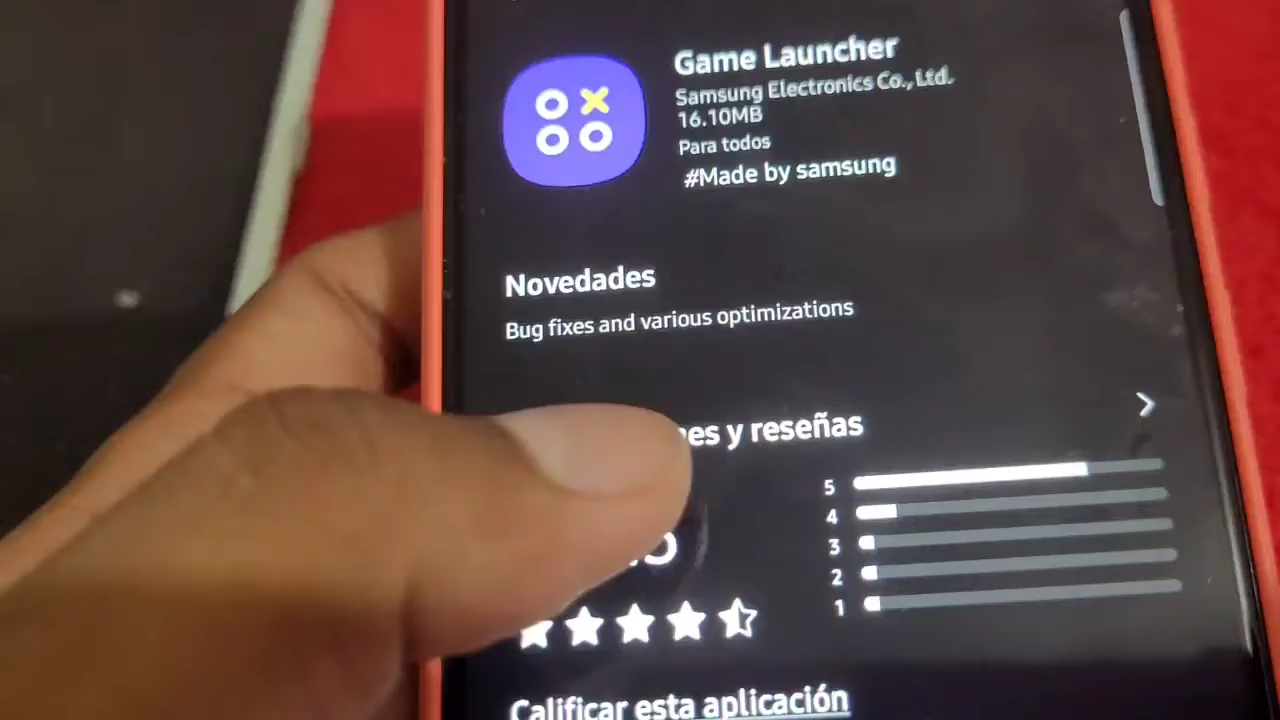 Game Launcher
Samsung Electronics Co., Ltd.
16.10MB
Para todos
#Made by samsung
Novedades
Bug fixes and various optimizations
y reseñas
5
4
3
2
1
Calificar esta aplicación